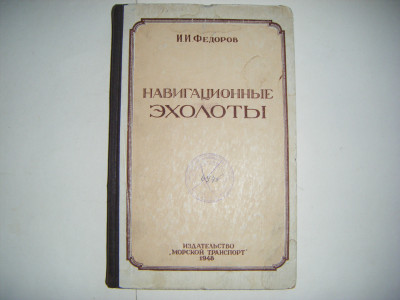 И.И ФЕДОРОВ
НАВИГАЦИОННЫЕ
ЭХОЛОТЫ
ИЗДАТЕЛЬСТВО
„МОРСКОЙ ТРАНСПОРТ"
1948